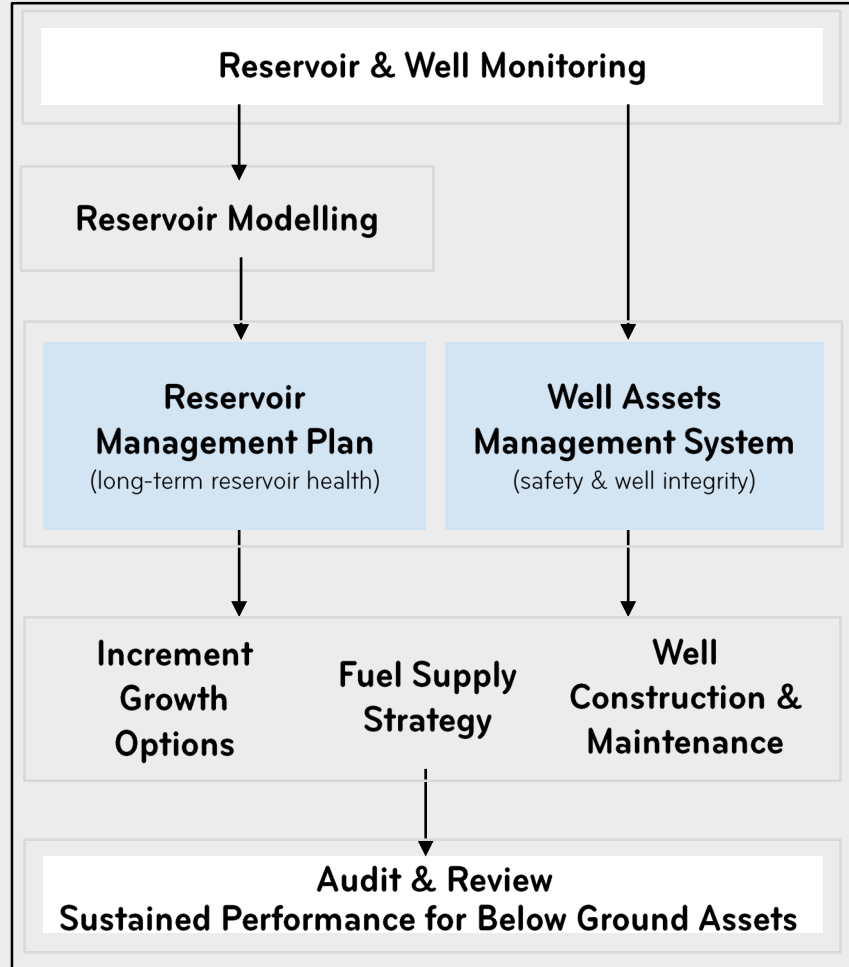 Reservoir & Well Monitoring
Reservoir Modelling
Reservoir
Management Plan
(long-term reservoir health)
Well Assets
Management System
(safety & well integrity)
Increment
Growth
Options
Fuel Supply
Strategy
Well
Construction &
Maintenance
Audit & Review
Sustained Performance for Below Ground Assets